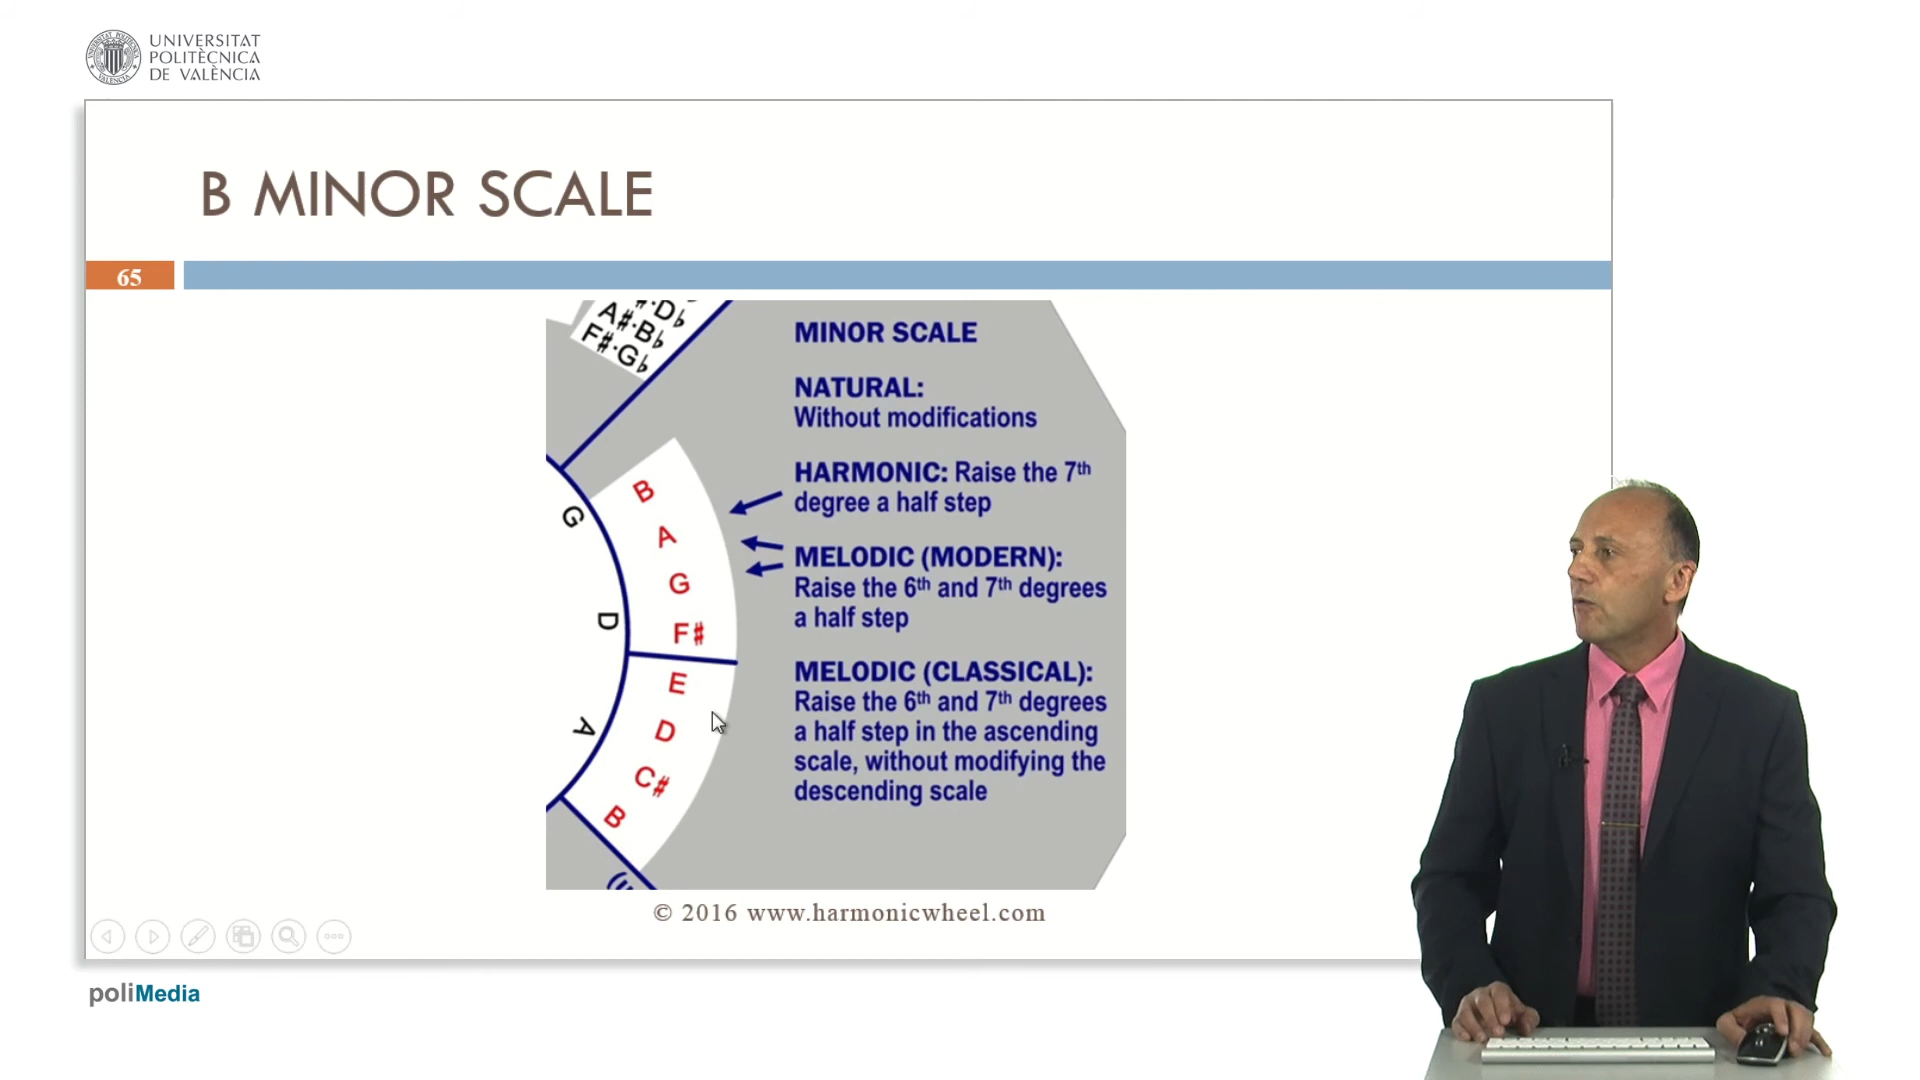 UNIVERSITAT
POLITÈCNICA
DE VALÈNCIA
B MINOR SCALE
65
A#·B♭
F#·G♭
MINOR SCALE
NATURAL:
Without modifications
HARMONIC: Raise the 7th
degree a half step
MELODIC (MODERN):
Raise the 6th and 7th degrees
a half step
MELODIC (CLASSICAL):
Raise the 6th and 7th degrees
a half step in the ascending
scale, without modifying the
descending scale
B
A
G
F#
E
D
C#
B
G
D
A
© 2016 www.harmonicwheel.com
poliMedia